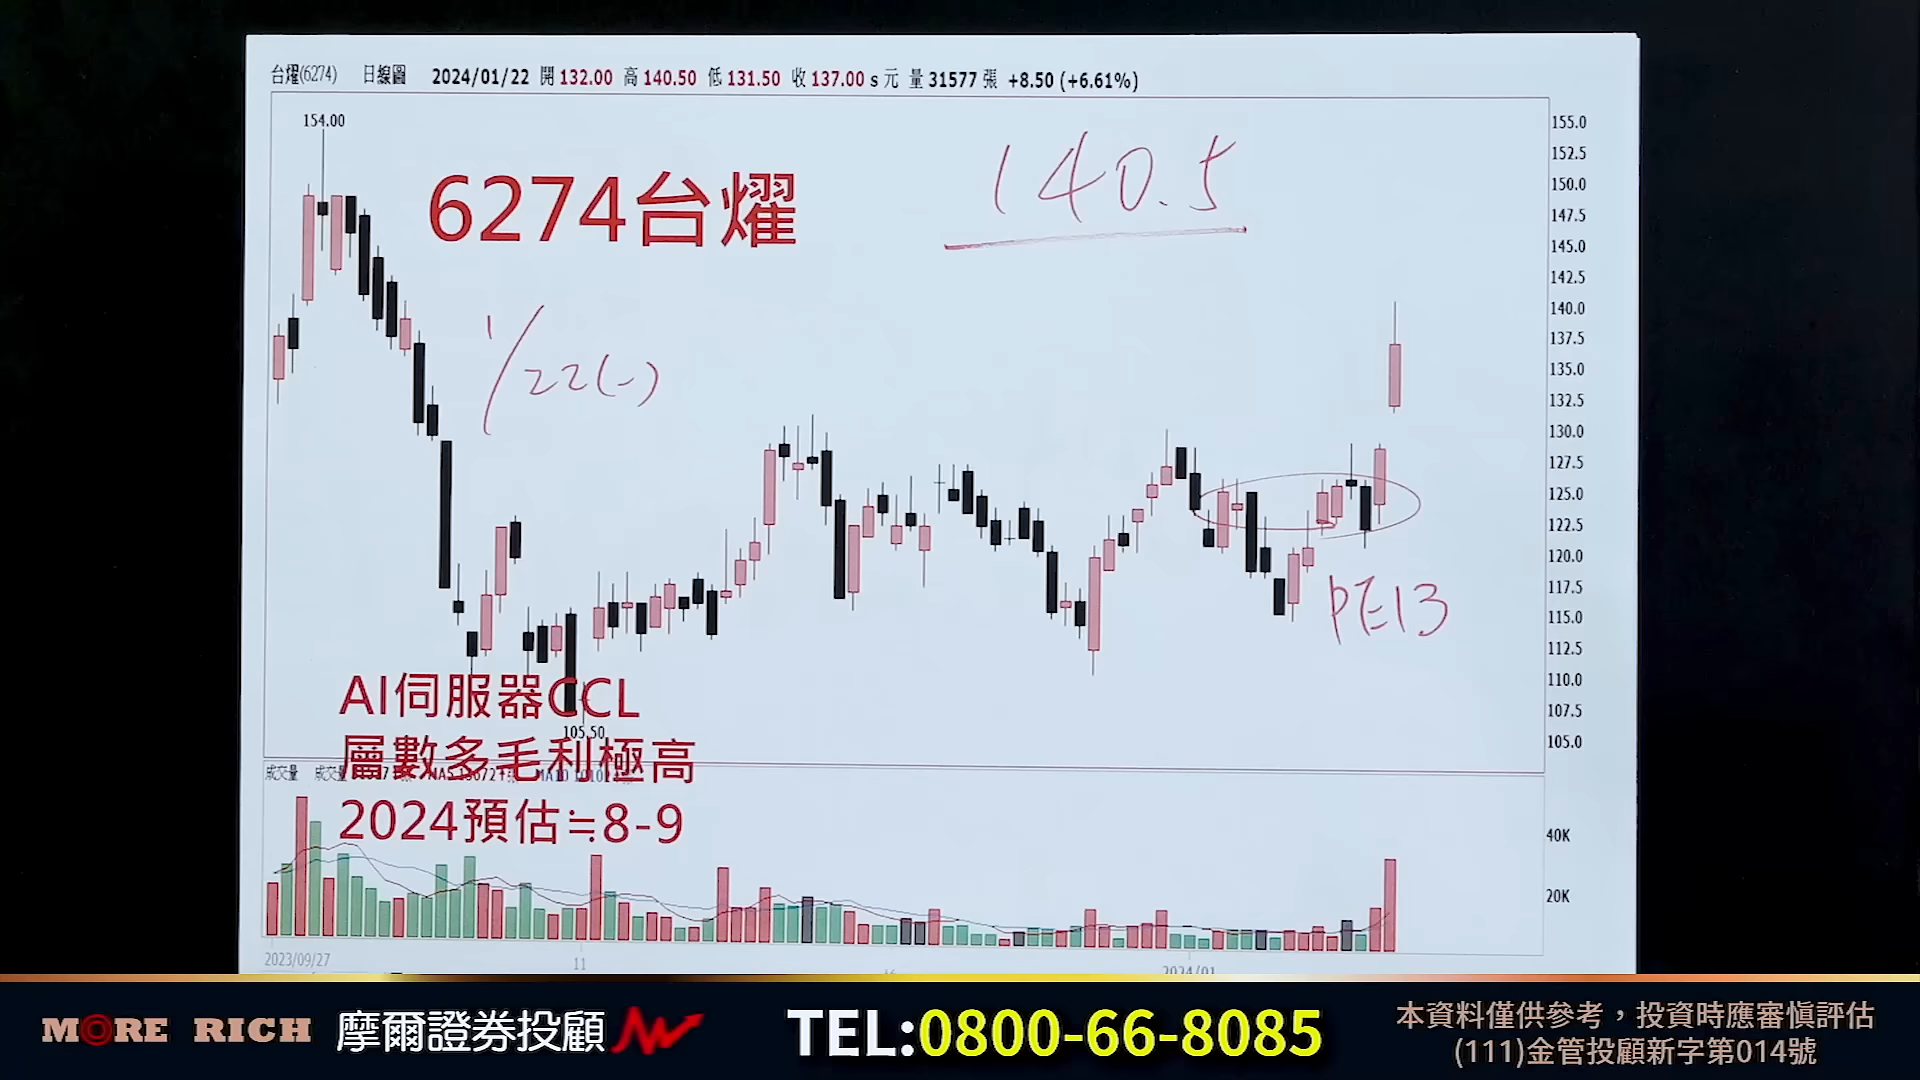 台燿(6274) 日線圖 2024/01/22 開 132.00 高 140.50 低 131.50 收 137.00 s 元 量 31577 張 +8.50 (+6.61%)
154.00
6274台燿
140.5
1/22(一)
155.0
152.5
150.0
147.5
145.0
142.5
140.0
137.5
135.0
132.5
130.0
127.5
125.0
122.5
120.0
117.5
115.0
112.5
110.0
107.5
105.0
PE13
AI伺服器CCL
105.50
層數多毛利極高
成交量 成交量
2024預估≒8-9
40K
20K
2023/09/27
11
2024/01
MORE RICH 摩爾證券投顧
TEL:0800-66-8085
本資料僅供參考，投資時應審慎評估
(111)金管投顧新字第014號